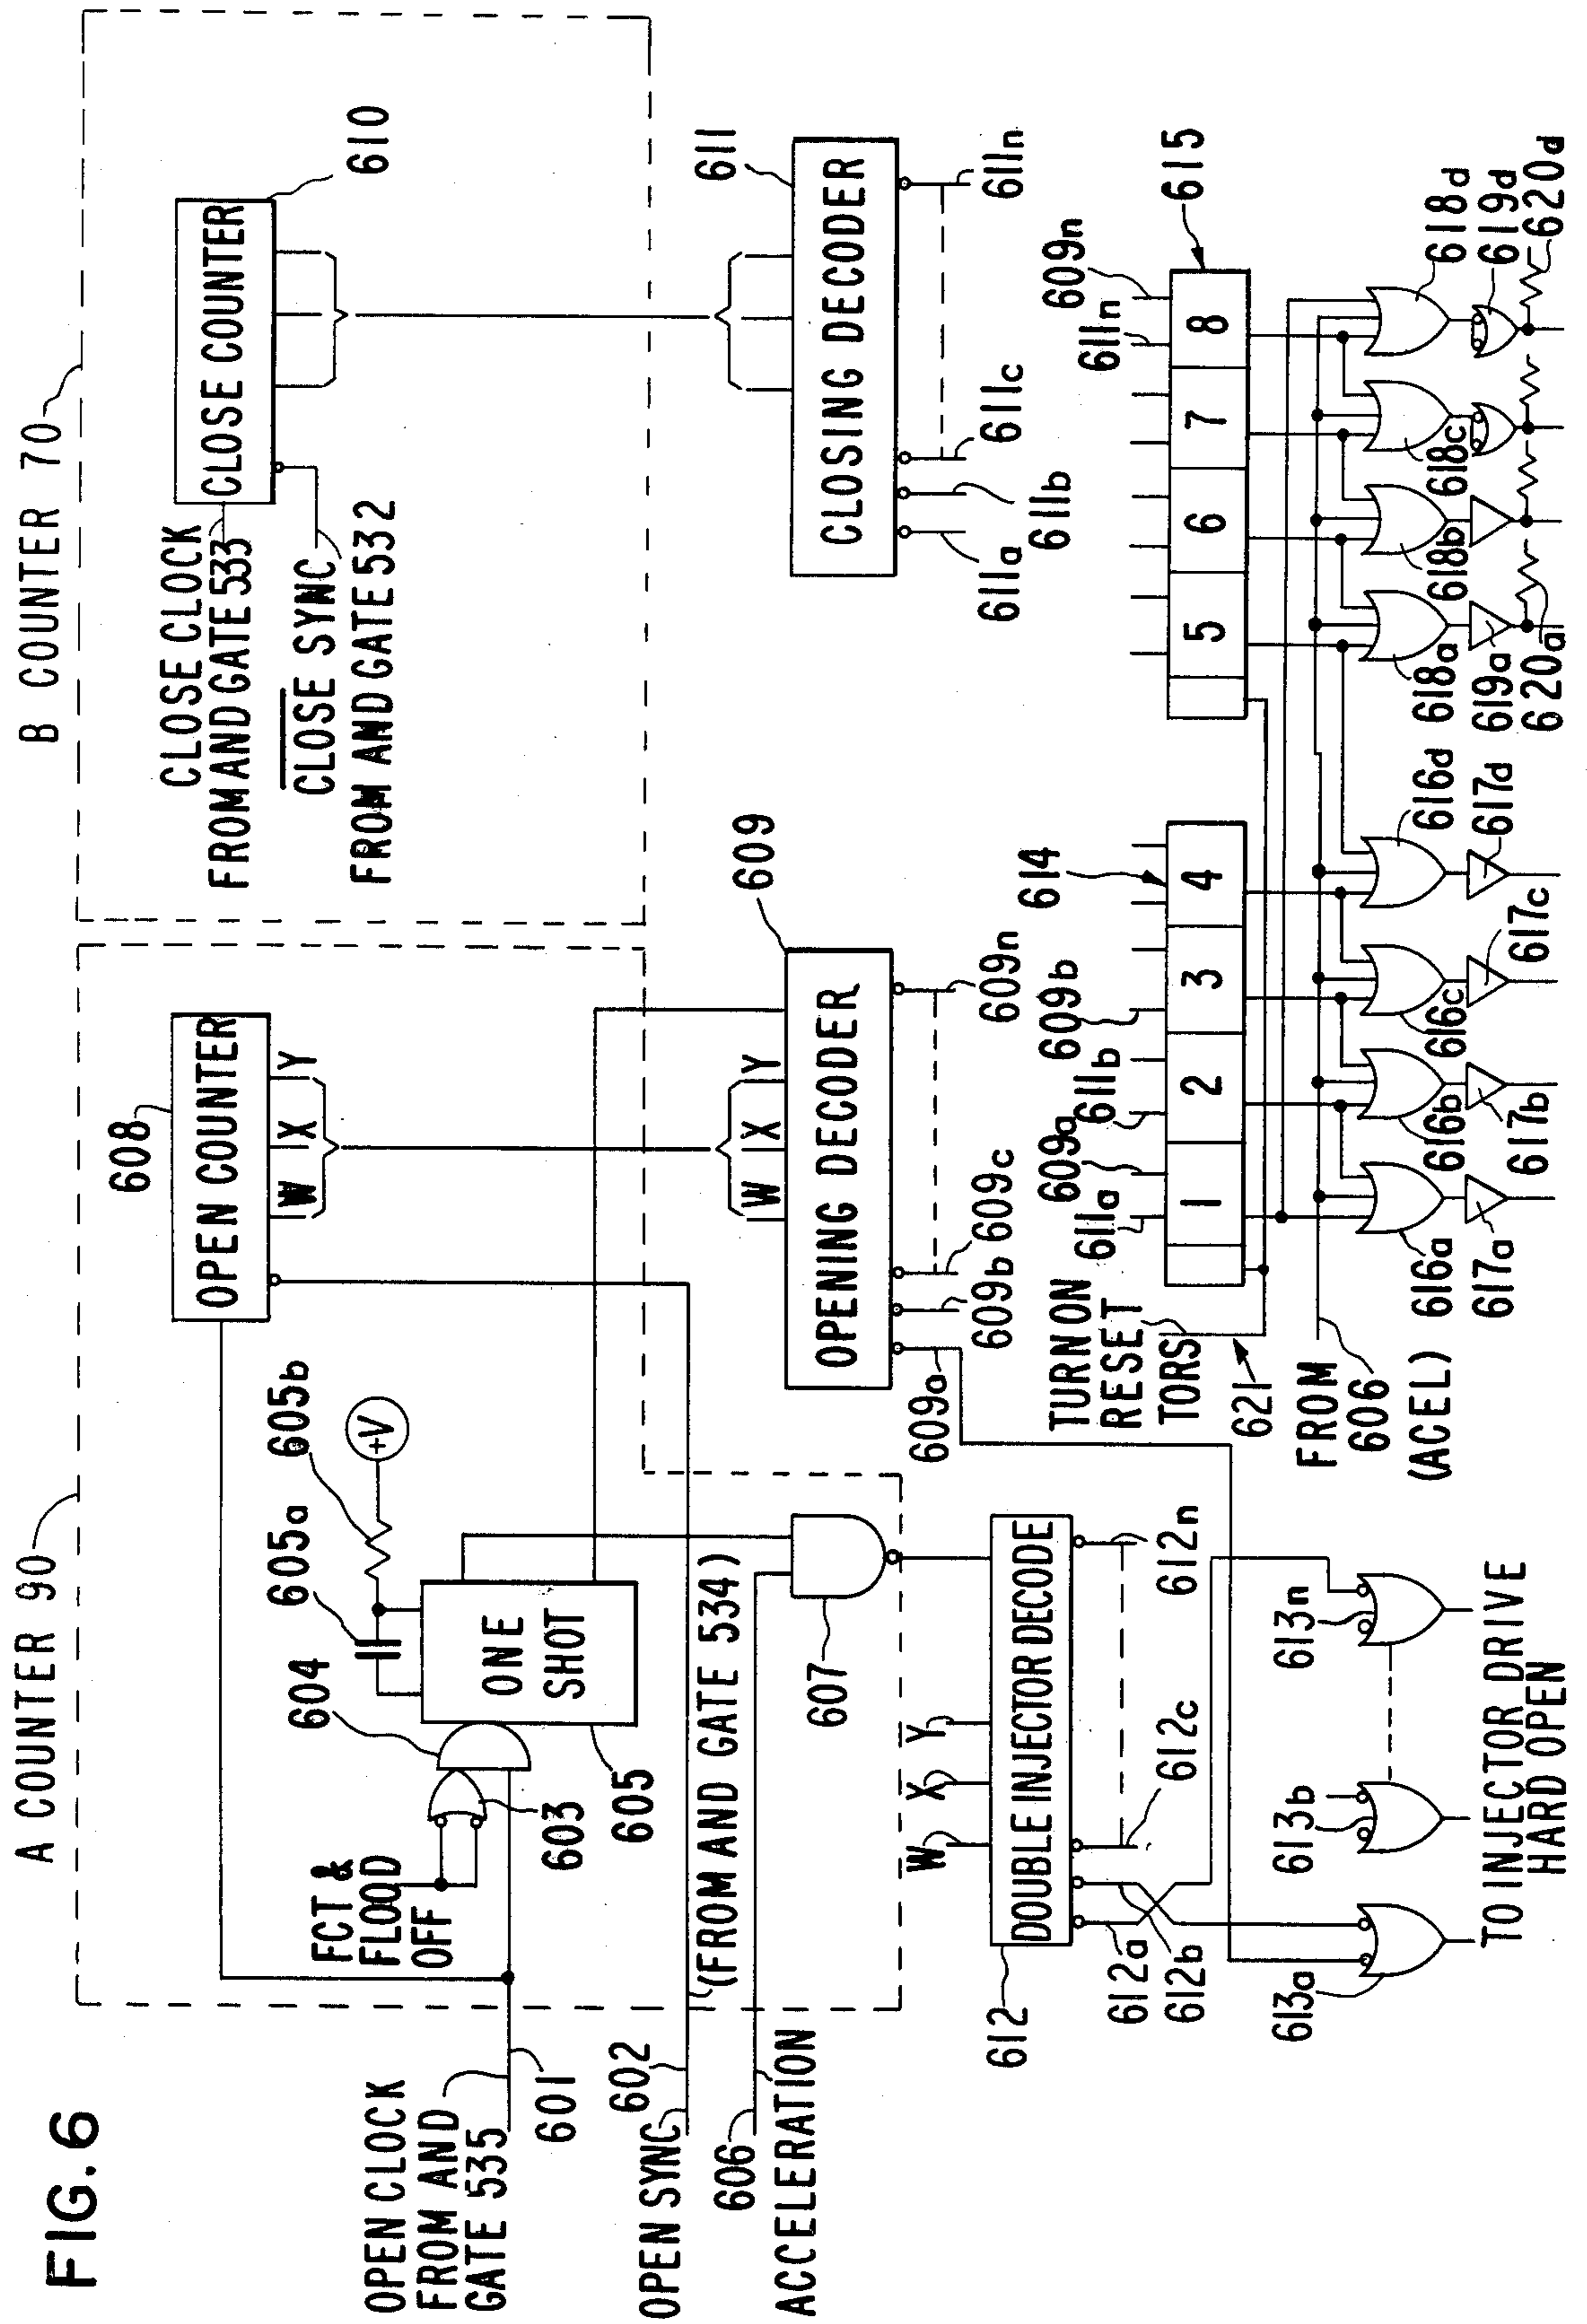 FIG. 6
A COUNTER 90
B COUNTER 70
OPEN CLOCK
FROM AND
GATE 535
601
OPEN SYNC
602
(FROM AND GATE 534)
606
ACCELERATION
FCT &
FLOOD
OFF
603
604
605
ONE
SHOT
605a
605b
+V
607
608
OPEN COUNTER
W X Y
CLOSE CLOCK
FROM AND GATE 533
CLOSE SYNC
FROM AND GATE 532
CLOSE COUNTER
610
609
W X Y
OPENING DECODER
609a
609b
609c
609n
611
CLOSING DECODER
611a
611b
611c
611n
W X Y
612
DOUBLE INJECTOR DECODE
612a
612b
612c
612n
613a
613b
613n
TO INJECTOR DRIVE
HARD OPEN
TURN ON
RESET
TORS
621
FROM
606
(ACEL)
614
611a
609a
611b
609b
1 2 3 4
615
611n
609n
5 6 7 8
616a
616b
616c
616d
617a
617b
617c
617d
618a
618b
618c
618d
619a
619d
620a
620d